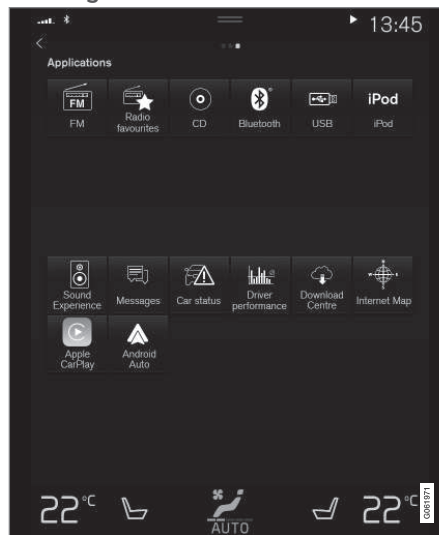 13:45
Applications
FM
FM
Radio
favourites
CD
Bluetooth
USB
iPod
iPod
Sound
Experience
Messages
Car status
Driver
performance
Download
Centre
Internet Map
Apple
CarPlay
Android
Auto
22°C
AUTO
22°C
G061971